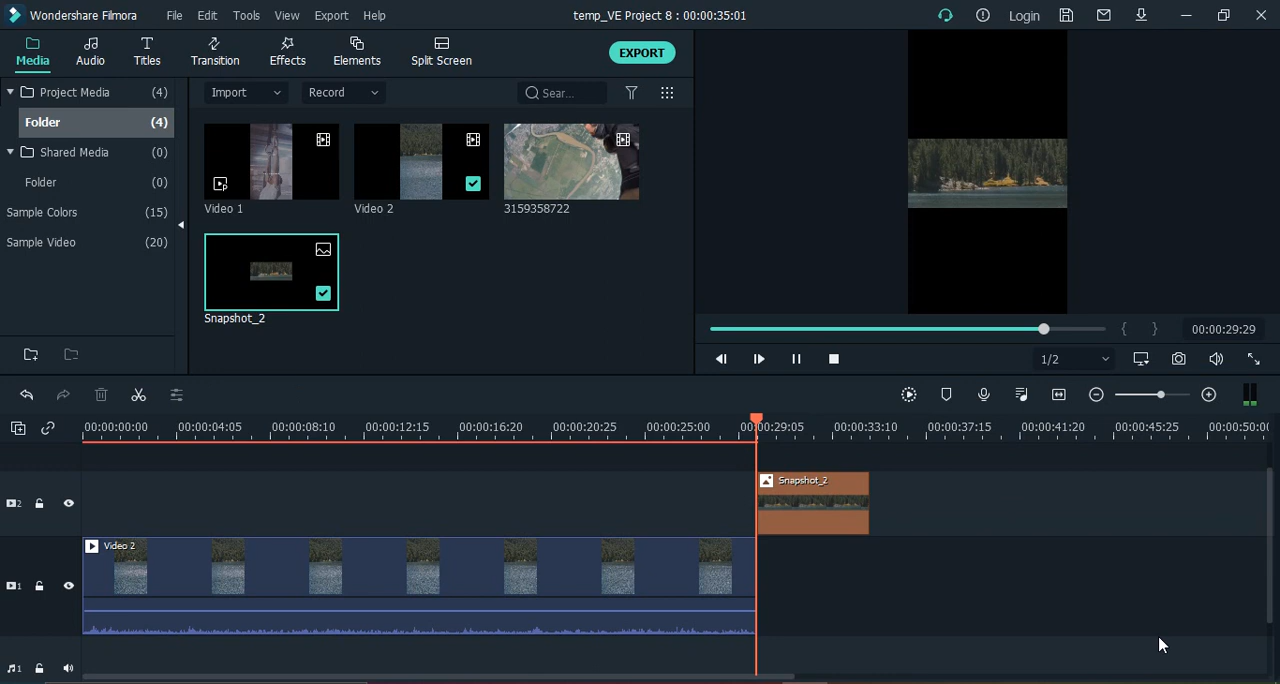 Wondershare Filmora File Edit Tools View Export Help temp_VE Project 8 : 00:00:35:01 Login
Media Audio Titles Transition Effects Elements Split Screen EXPORT
Project Media (4) Import Record Sear...
Folder (4)
Shared Media (0)
Folder (0)
Sample Colors (15)
Sample Video (20)
Video 1 Video 2 3159358722
Snapshot_2
{ } 00:00:29:29
1/2
00:00:00:00 00:00:04:05 00:00:08:10 00:00:12:15 00:00:16:20 00:00:20:25 00:00:25:00 00:00:29:05 00:00:33:10 00:00:37:15 00:00:41:20 00:00:45:25 00:00:50:0
2 Snapshot_2
Video 2
1
1